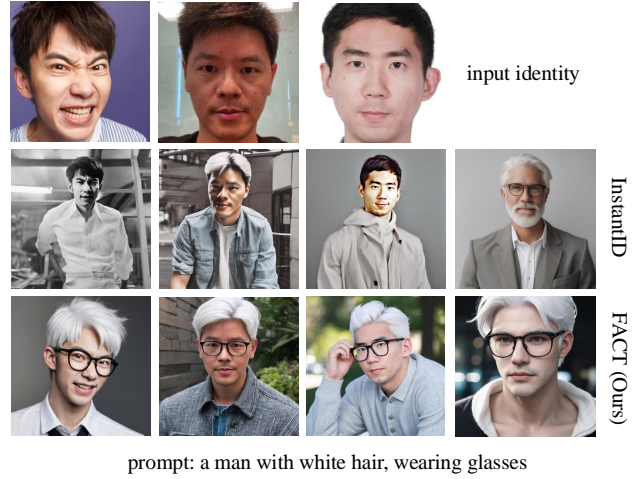 input identity
InstantID
FACT (Ours)
prompt: a man with white hair, wearing glasses